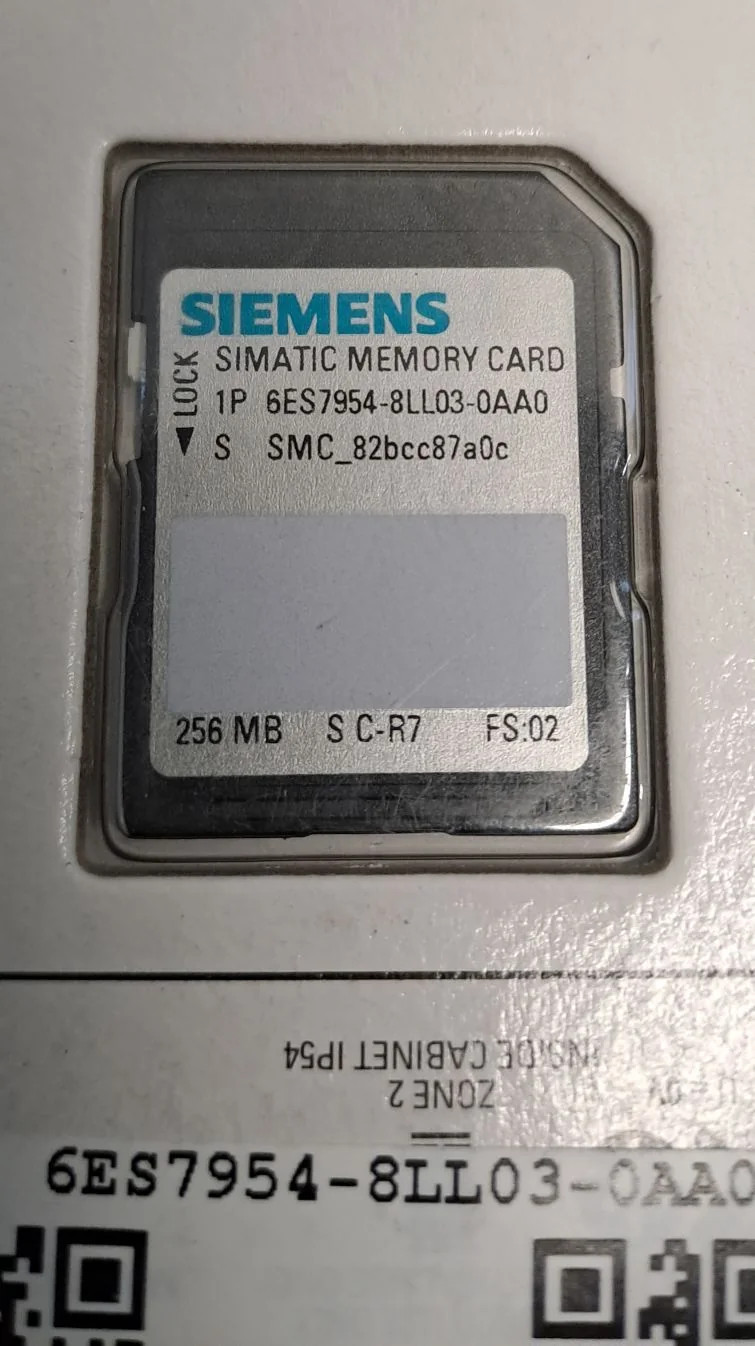 SIEMENS
LOCK
SIMATIC MEMORY CARD
1P 6ES7954-8LL03-0AA0
S SMC_82bcc87a0c
256 MB S C-R7 FS:02
INSIDE CABINET IP54
ZONE 2
6ES7954-8LL03-0AA0